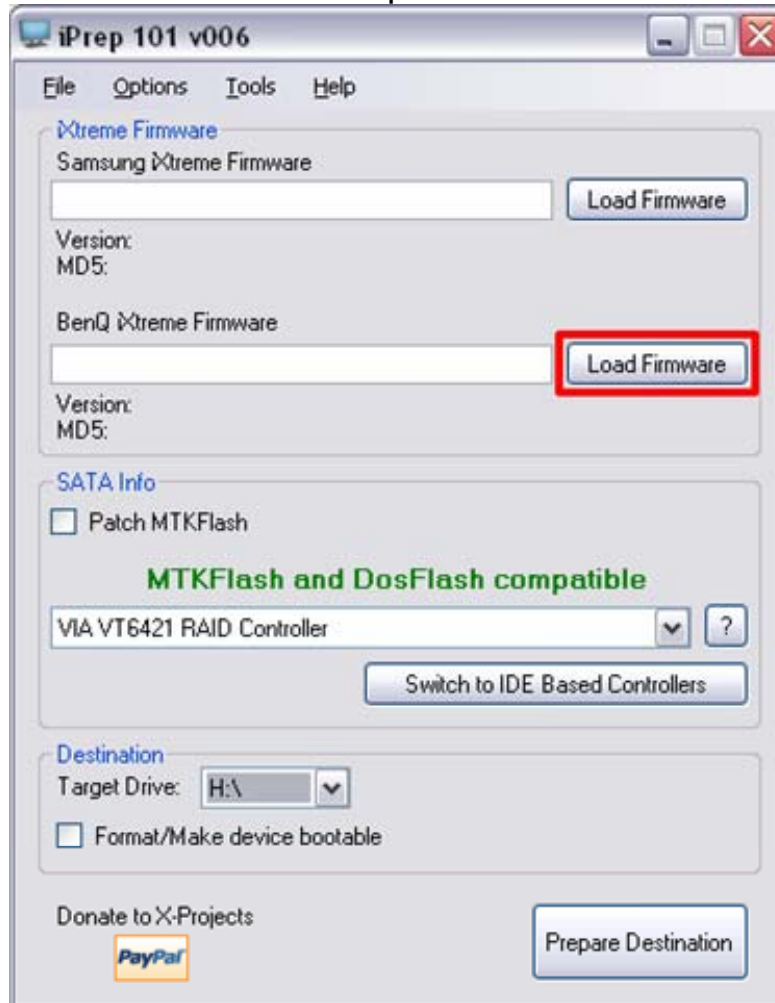 iPrep 101 v006
File Options Tools Help
iXtreme Firmware
Samsung iXtreme Firmware
Load Firmware
Version:
MD5:
BenQ iXtreme Firmware
Load Firmware
Version:
MD5:
SATA Info
Patch MTKFlash
MTKFlash and DosFlash compatible
VIA VT6421 RAID Controller ?
Switch to IDE Based Controllers
Destination
Target Drive: H:\
Format/Make device bootable
Donate to X-Projects
PayPal
Prepare Destination